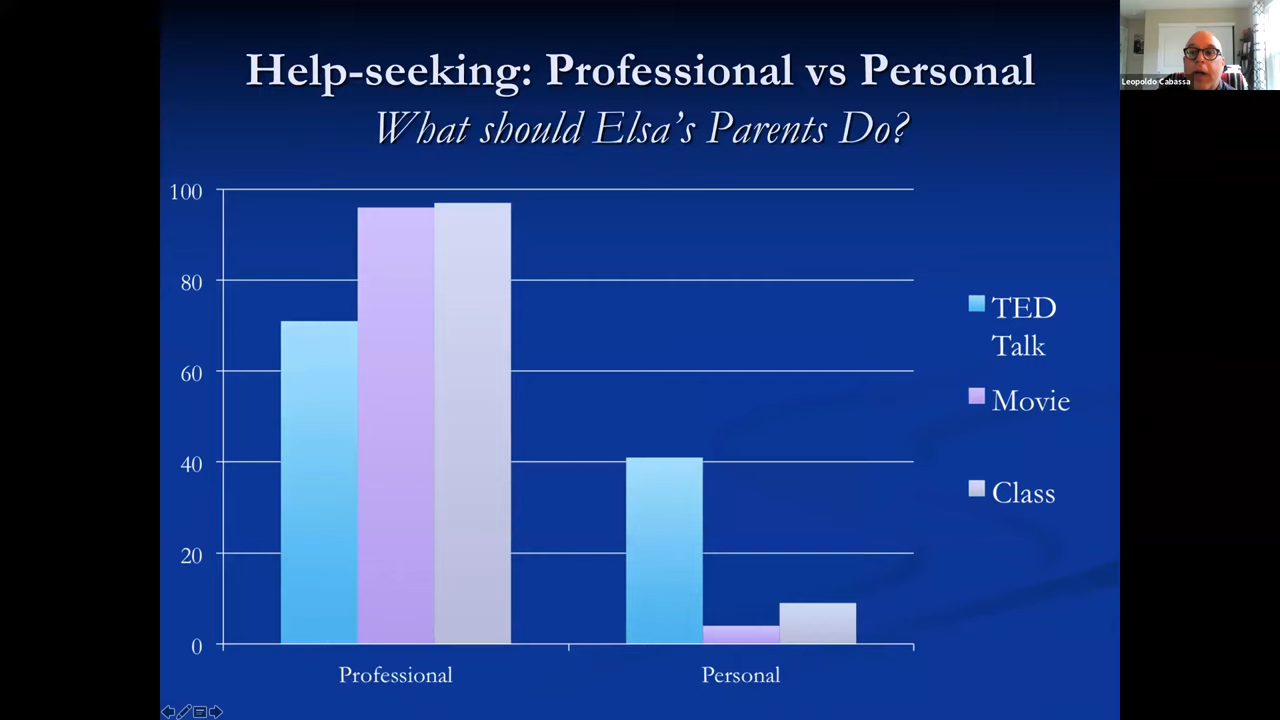 Help-seeking: Professional vs Personal
What should Elsa's Parents Do?
Leopoldo Cabassa
100
80
60
40
20
0
TED
Talk
Movie
Class
Professional
Personal